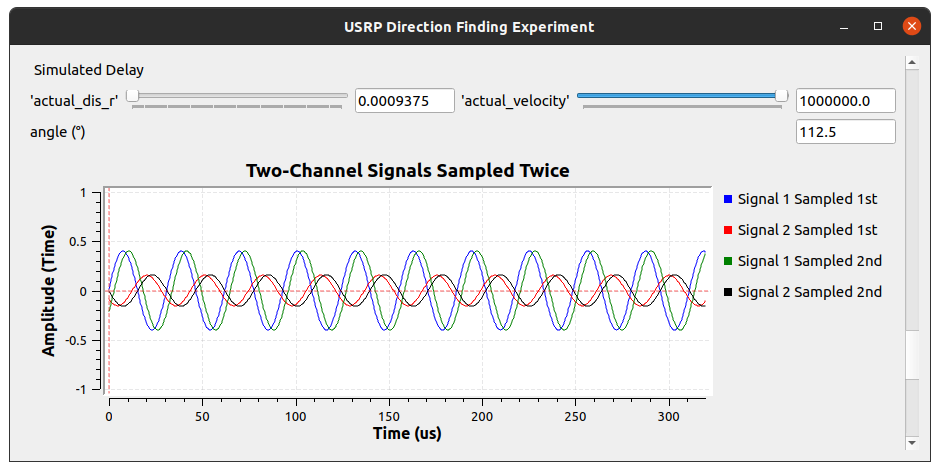 USRP Direction Finding Experiment
Simulated Delay
'actual_dis_r' 0.0009375 'actual_velocity' 1000000.0
angle (°) 112.5
Two-Channel Signals Sampled Twice
Signal 1 Sampled 1st
Signal 2 Sampled 1st
Signal 1 Sampled 2nd
Signal 2 Sampled 2nd
Amplitude (Time)
1
0.5
0
-0.5
-1
0 50 100 150 200 250 300
Time (us)